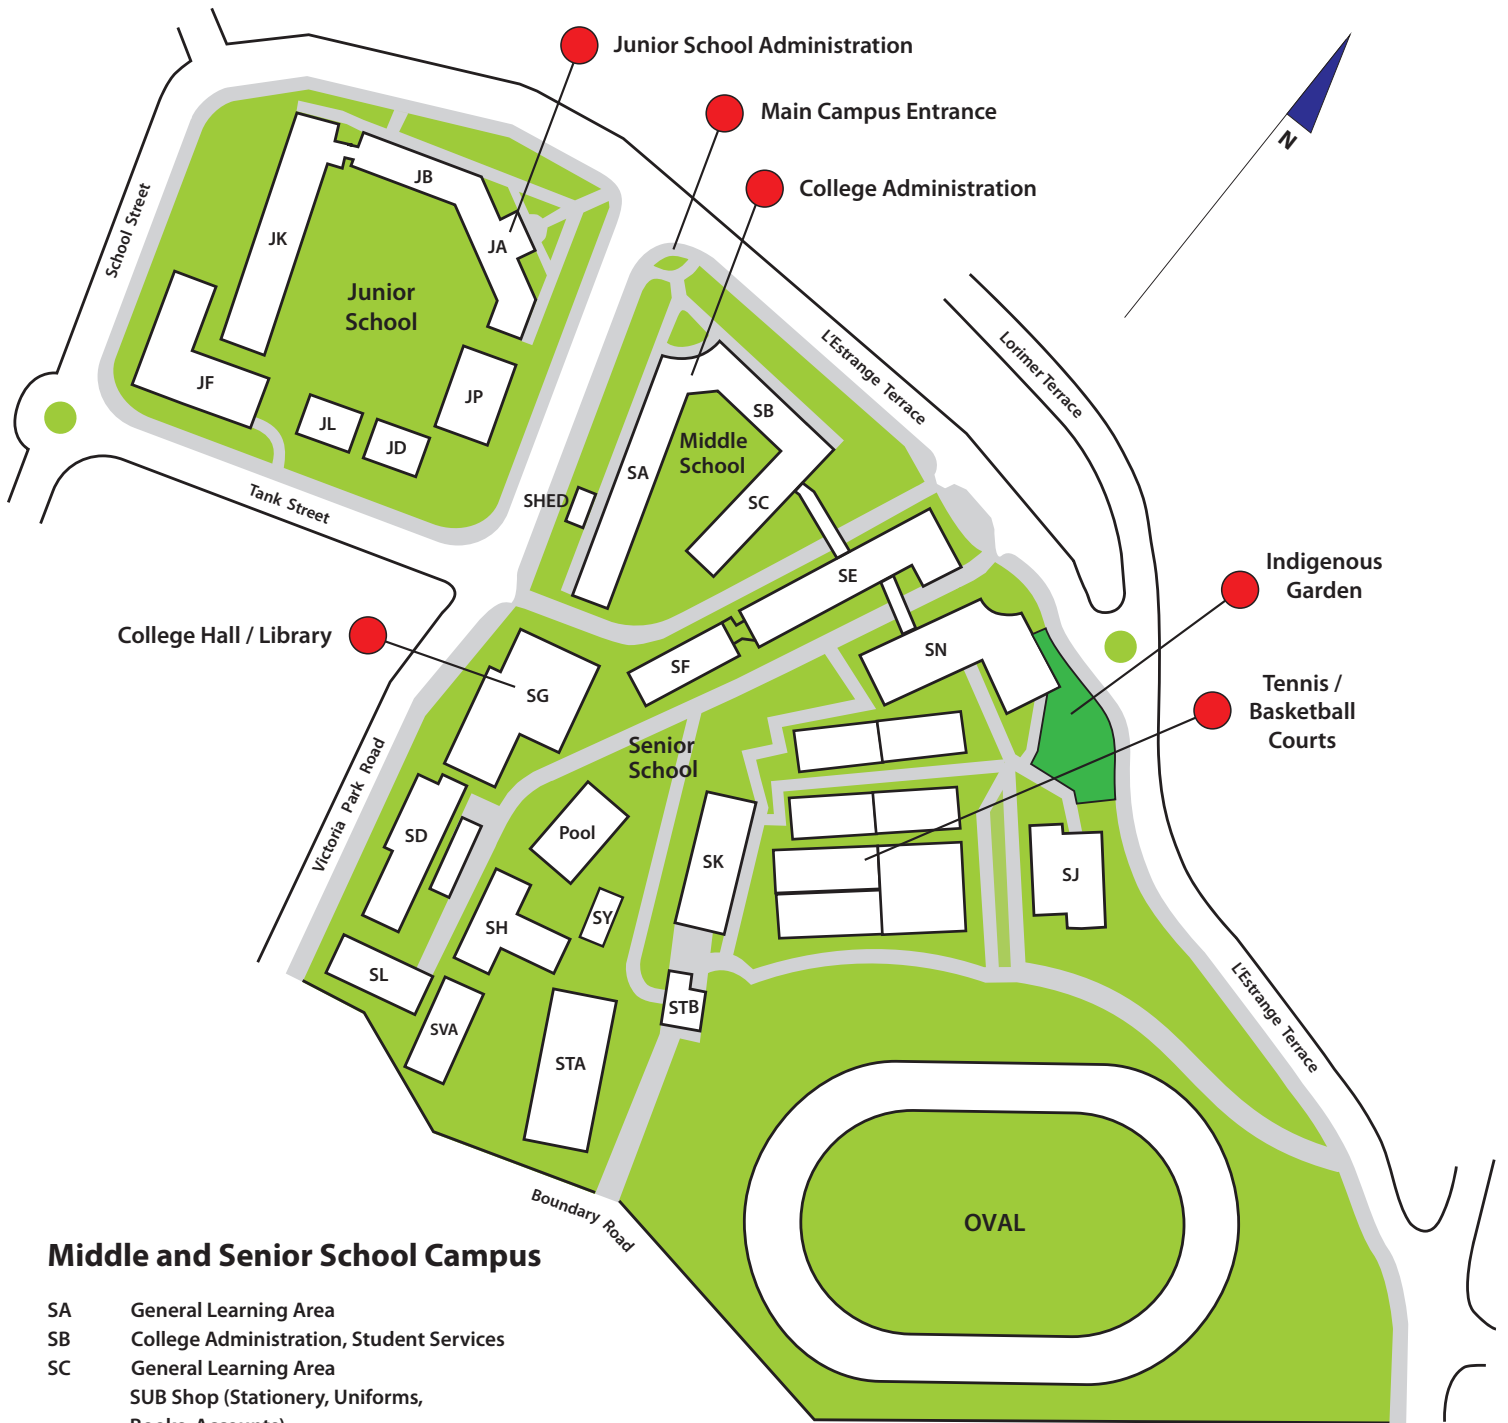 Junior School Administration
Main Campus Entrance
College Administration
N
School Street
JB
JK
JA
Junior
School
JF
JP
JL
JD
Tank Street
L'Estrange Terrace
Lorimer Terrace
SB
Middle
School
SA
SC
SHED
SE
Indigenous
Garden
College Hall / Library
SF
SN
SG
Tennis /
Basketball
Courts
Senior
School
Victoria Park Road
SD
Pool
SK
SJ
SY
SH
SL
STB
SVA
STA
L'Estrange Terrace
Boundary Road
OVAL
Middle and Senior School Campus
SA General Learning Area
SB College Administration, Student Services
SC General Learning Area
SUB Shop (Stationery, Uniforms,